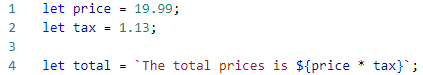 1 let price = 19.99;
2 let tax = 1.13;
3
4 let total = `The total prices is ${price * tax}`;